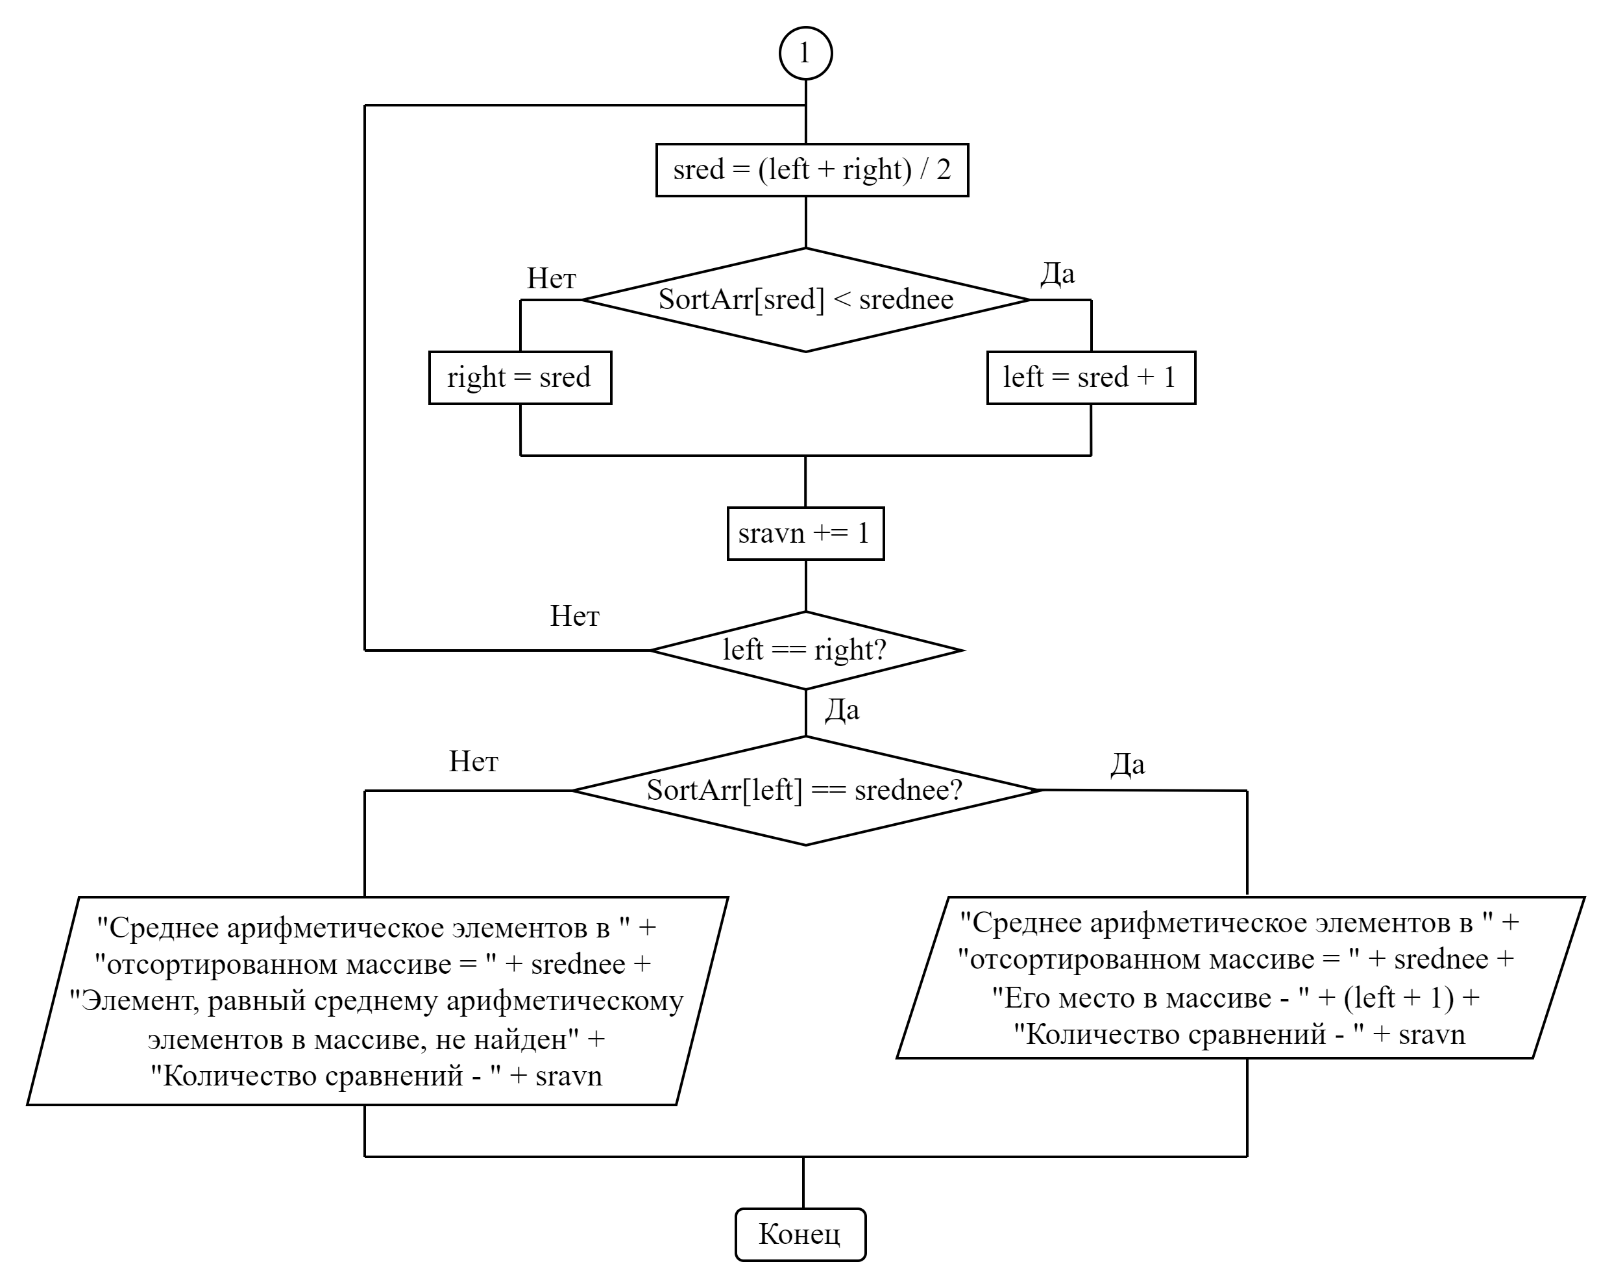 1
sred = (left + right) / 2
Нет
Да
SortArr[sred] < srednee
right = sred
left = sred + 1
sravn += 1
Нет
left == right?
Да
Нет
Да
SortArr[left] == srednee?
"Среднее арифметическое элементов в " +
"отсортированном массиве = " + srednee +
"Элемент, равный среднему арифметическому
элементов в массиве, не найден" +
"Количество сравнений - " + sravn
"Среднее арифметическое элементов в " +
"отсортированном массиве = " + srednee +
"Его место в массиве - " + (left + 1) +
"Количество сравнений - " + sravn
Конец